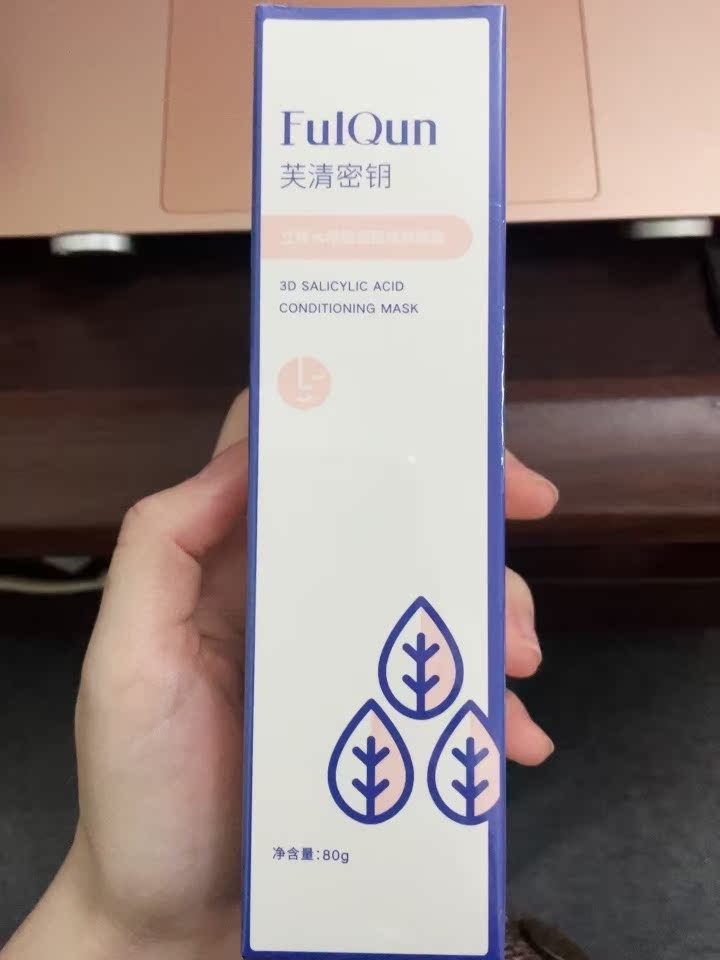 FulQun
芙清密钥
3D SALICYLIC ACID
CONDITIONING MASK
净含量:80g